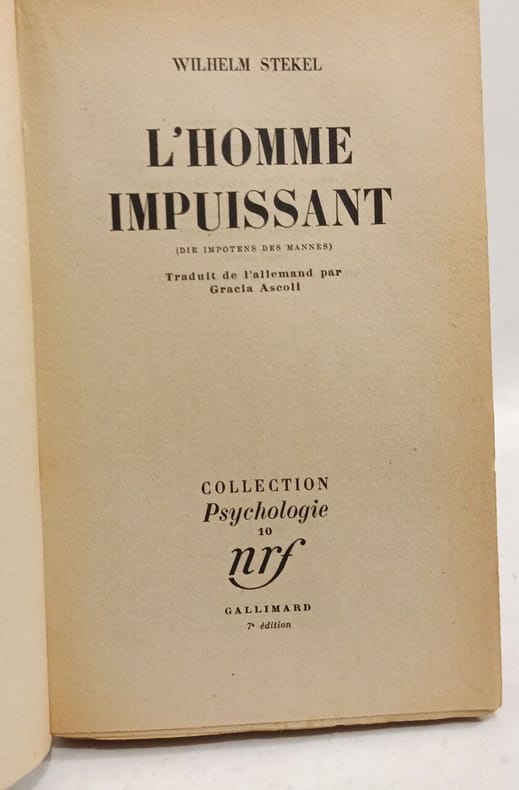 WILHELM STEKEL
L'HOMME
IMPUISSANT
(DIE IMPOTENS DES MANNES)
Traduit de l'allemand par
Gracia Ascoli
COLLECTION
Psychologie
10
nrf
GALLIMARD
7e édition